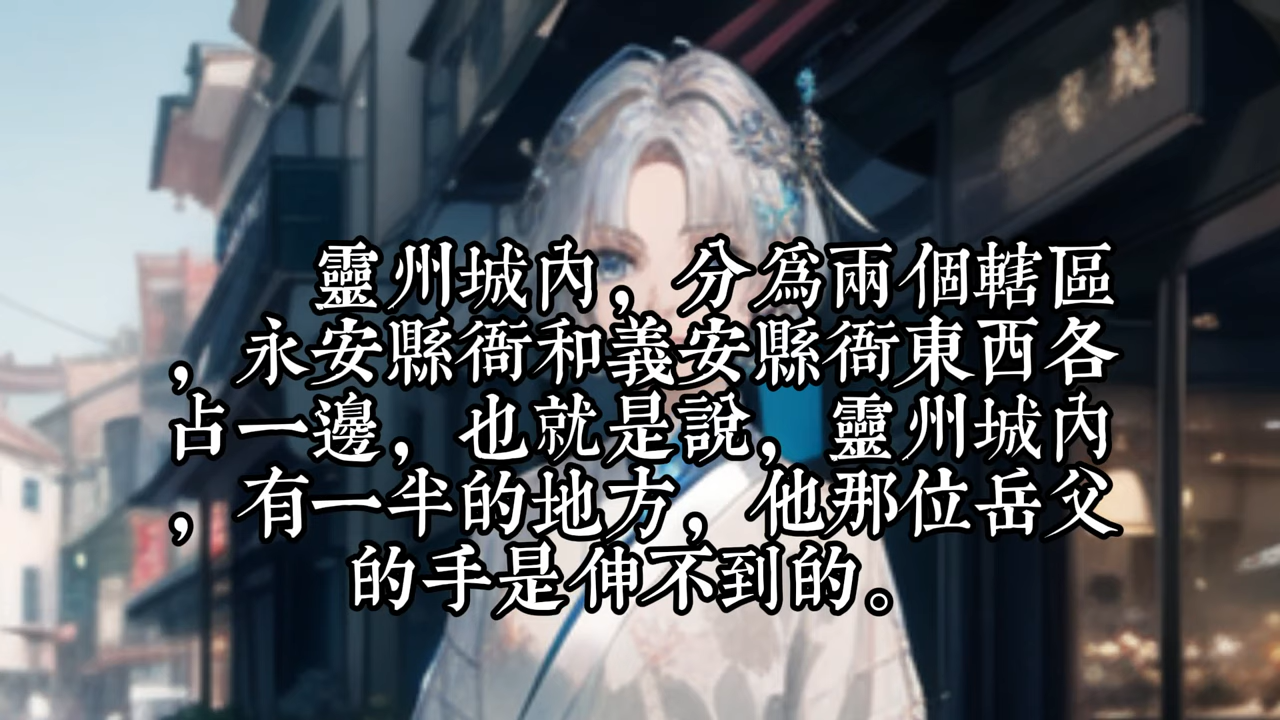 靈州城內，分爲兩個轄區
，永安縣衙和義安縣衙東西各
占一邊，也就是說，靈州城內
，有一半的地方，他那位岳父
的手是伸不到的。